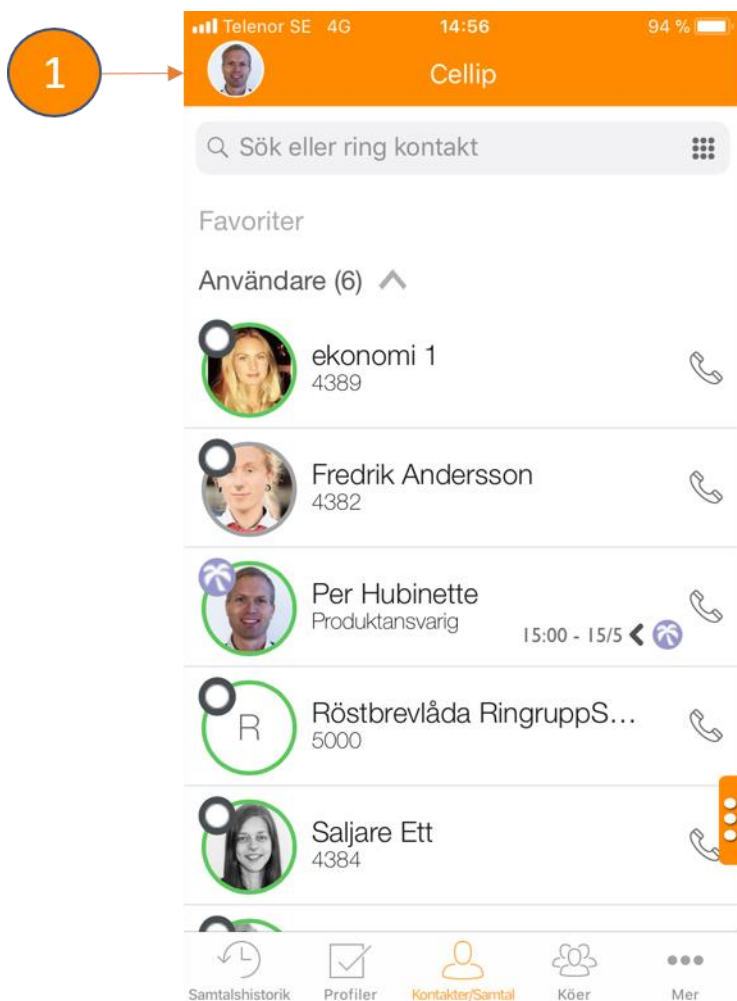 Telenor SE 4G 14:56 94 %
1
Cellip
Sök eller ring kontakt
Favoriter
Användare (6)
ekonomi 1
4389
Fredrik Andersson
4382
Per Hubinette
Produktansvarig
15:00 - 15/5
R
Röstbrevlåda RingruppS...
5000
Saljare Ett
4384
Samtalshistorik Profiler Kontakter/Samtal Köer Mer